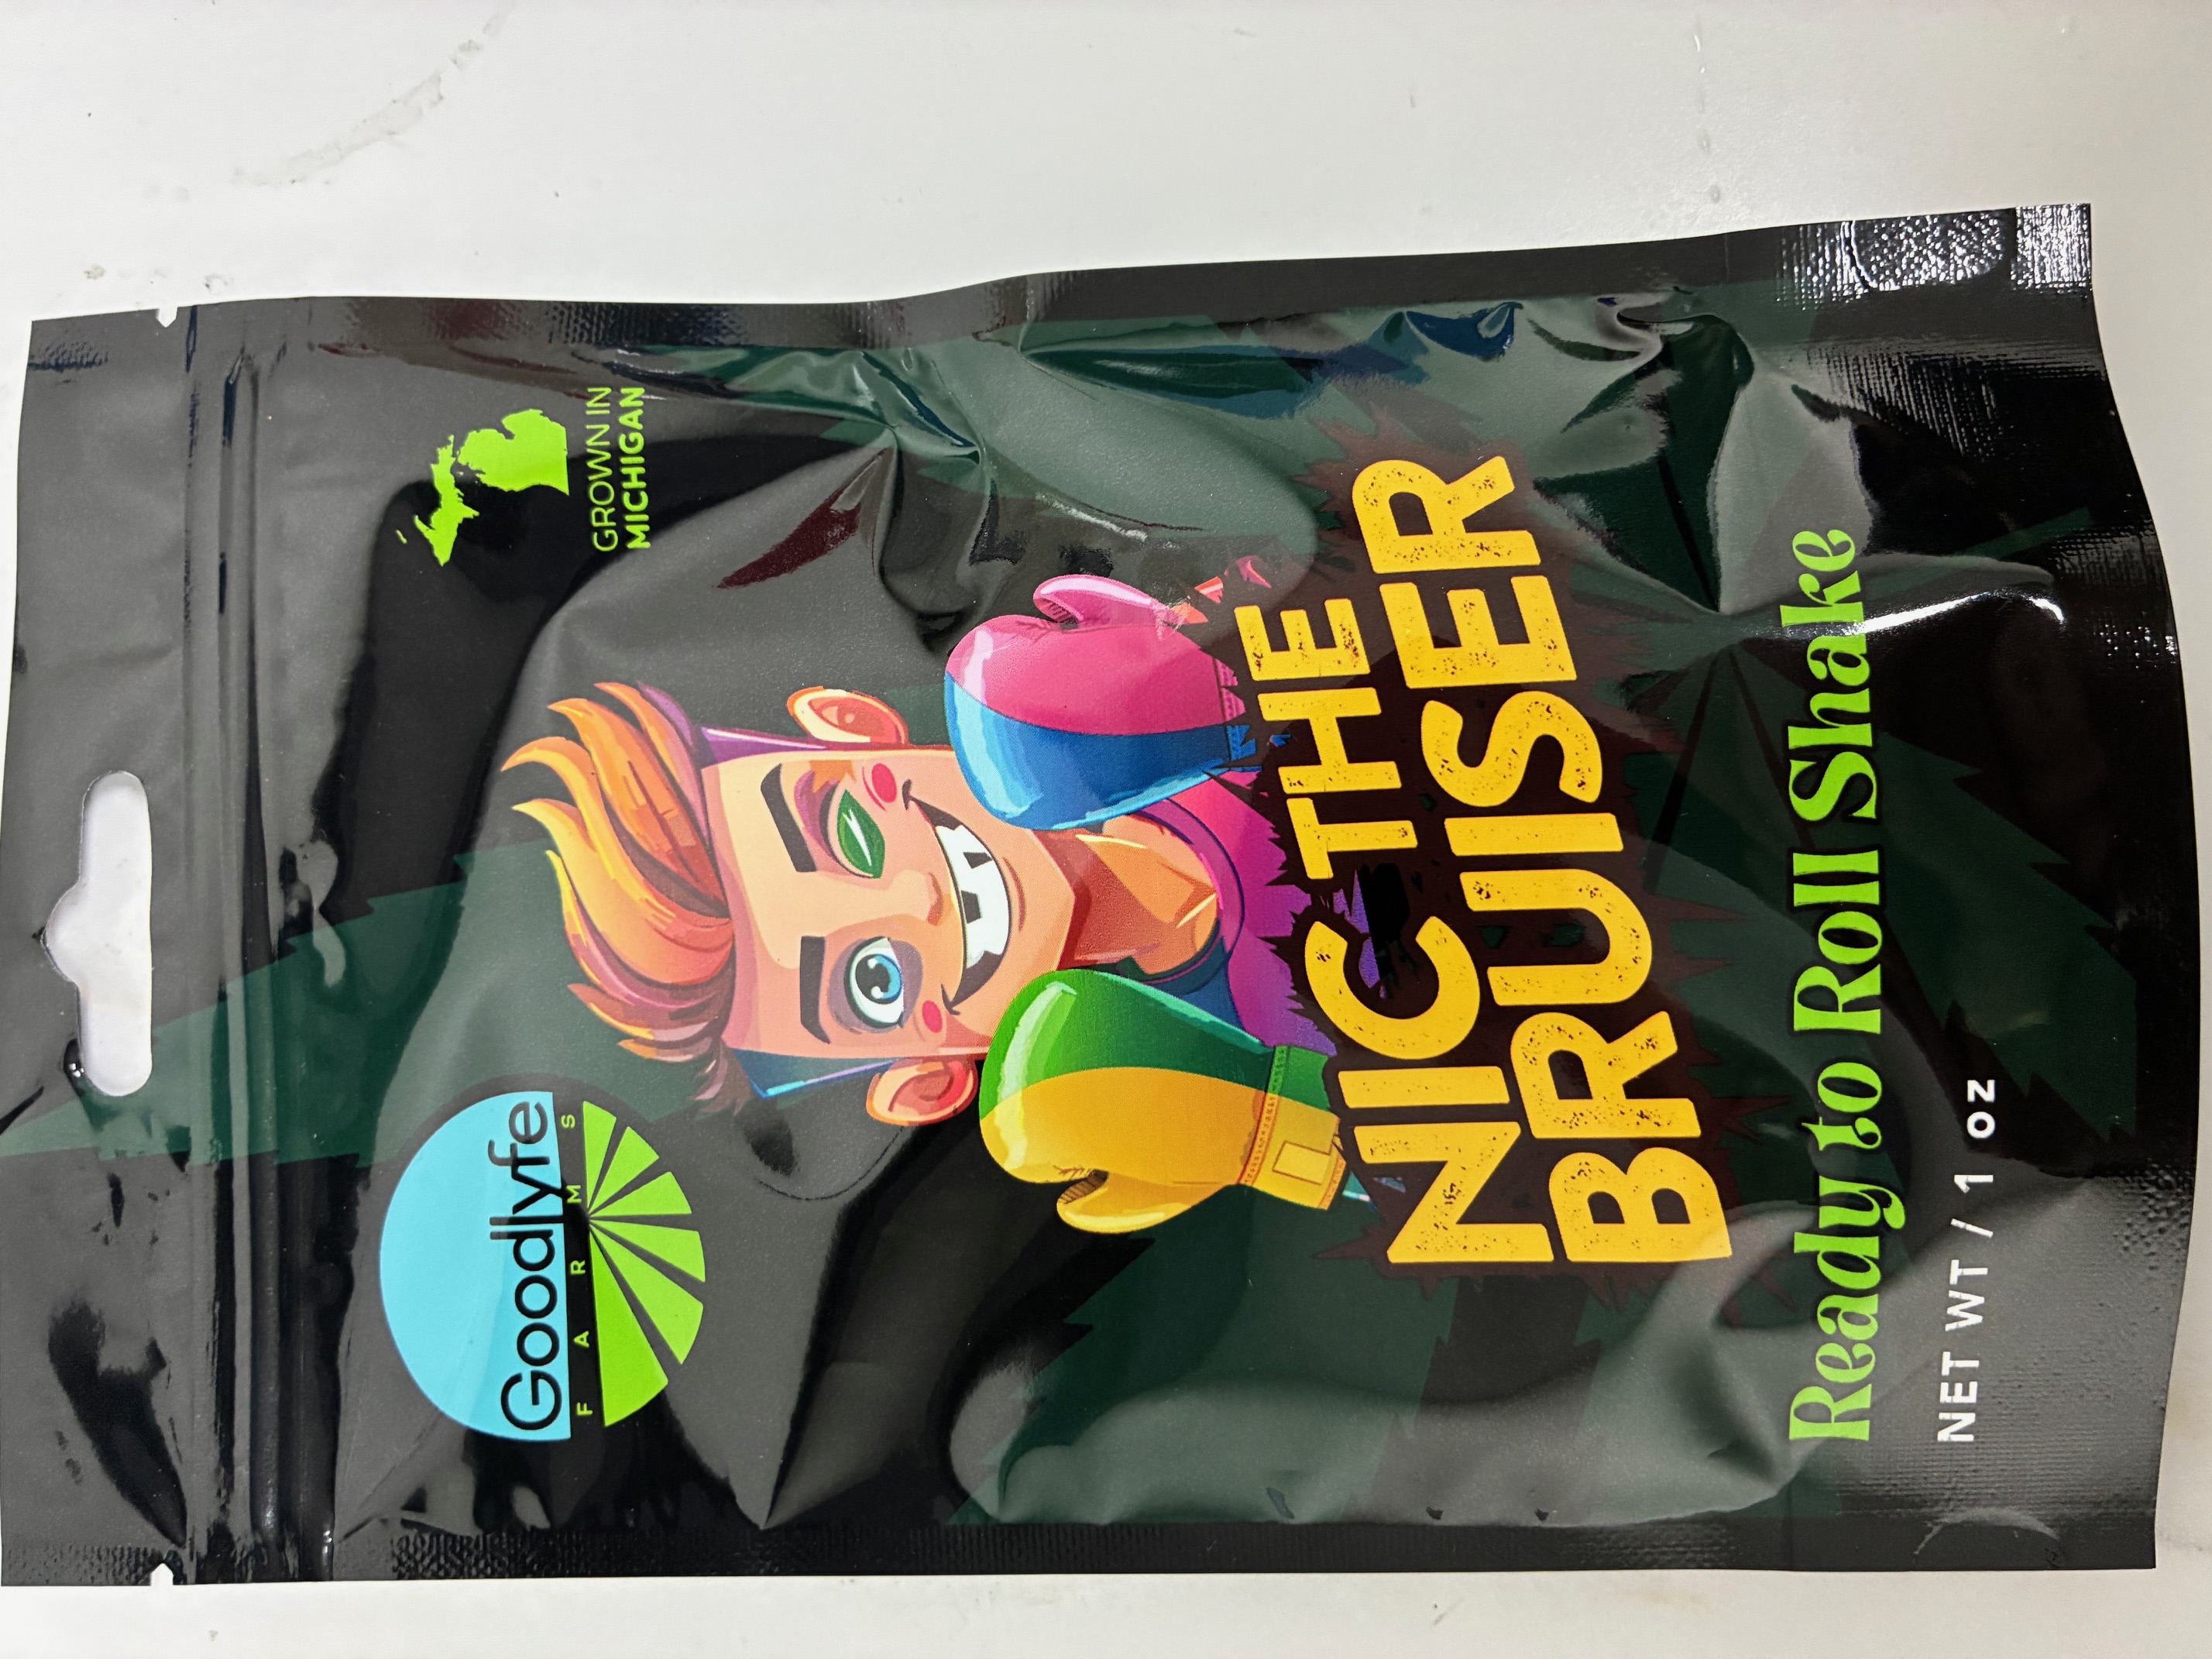 Goodlyfe
FARMS
GROWN IN
MICHIGAN
NIC THE
BRUISER
Ready to Roll Shake
NET WT / 1 OZ